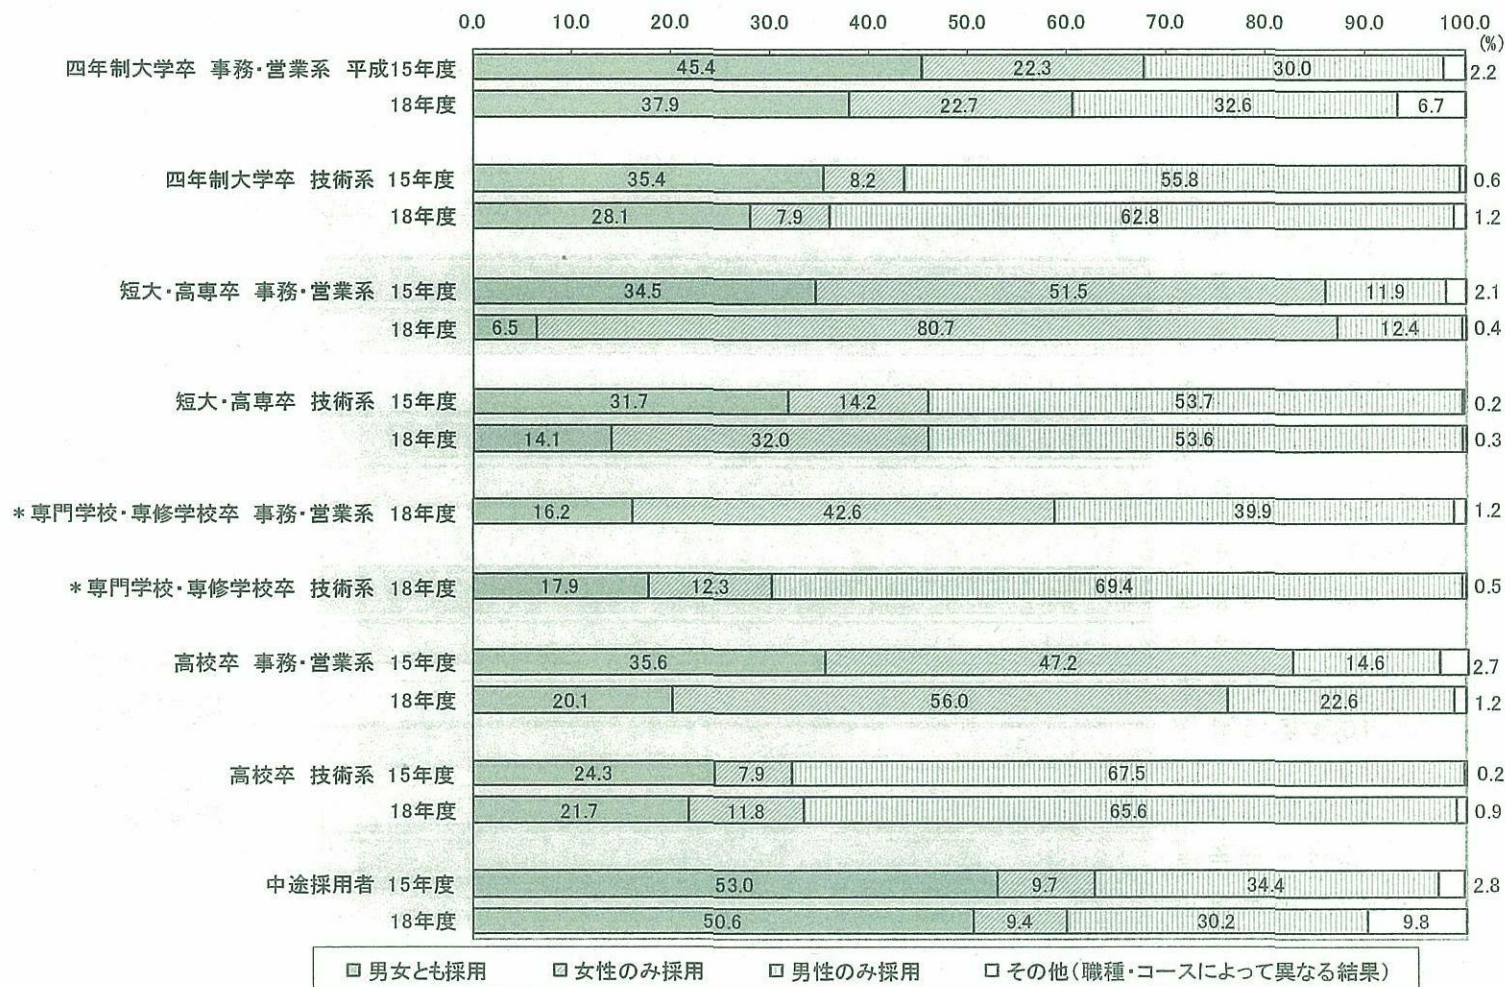 0.0 10.0 20.0 30.0 40.0 50.0 60.0 70.0 80.0 90.0 100.0
(%)
四年制大学卒 事務・営業系 平成15年度 45.4 22.3 30.0 2.2
18年度 37.9 22.7 32.6 6.7
四年制大学卒 技術系 15年度 35.4 8.2 55.8 0.6
18年度 28.1 7.9 62.8 1.2
短大・高専卒 事務・営業系 15年度 34.5 51.5 11.9 2.1
18年度 6.5 80.7 12.4 0.4
短大・高専卒 技術系 15年度 31.7 14.2 53.7 0.2
18年度 14.1 32.0 53.6 0.3
*専門学校・専修学校卒 事務・営業系 18年度 16.2 42.6 39.9 1.2
*専門学校・専修学校卒 技術系 18年度 17.9 12.3 69.4 0.5
高校卒 事務・営業系 15年度 35.6 47.2 14.6 2.7
18年度 20.1 56.0 22.6 1.2
高校卒 技術系 15年度 24.3 7.9 67.5 0.2
18年度 21.7 11.8 65.6 0.9
中途採用者 15年度 53.0 9.7 34.4 2.8
18年度 50.6 9.4 30.2 9.8
男女とも採用 女性のみ採用 男性のみ採用 その他(職種・コースによって異なる結果)